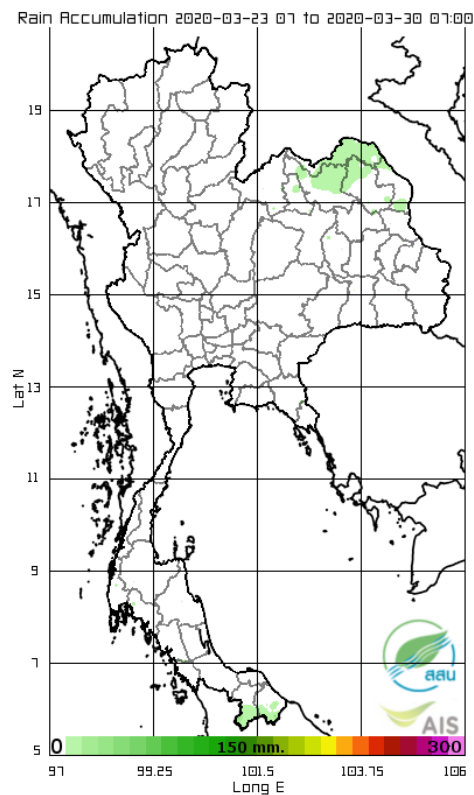 Rain Accumulation 2020-03-23 07 to 2020-03-30 07:00
19
17
15
13
11
9
7
5
Lat N
สสน
AIS
0 150 mm. 300
97 99.25 101.5 103.75 106
Long E